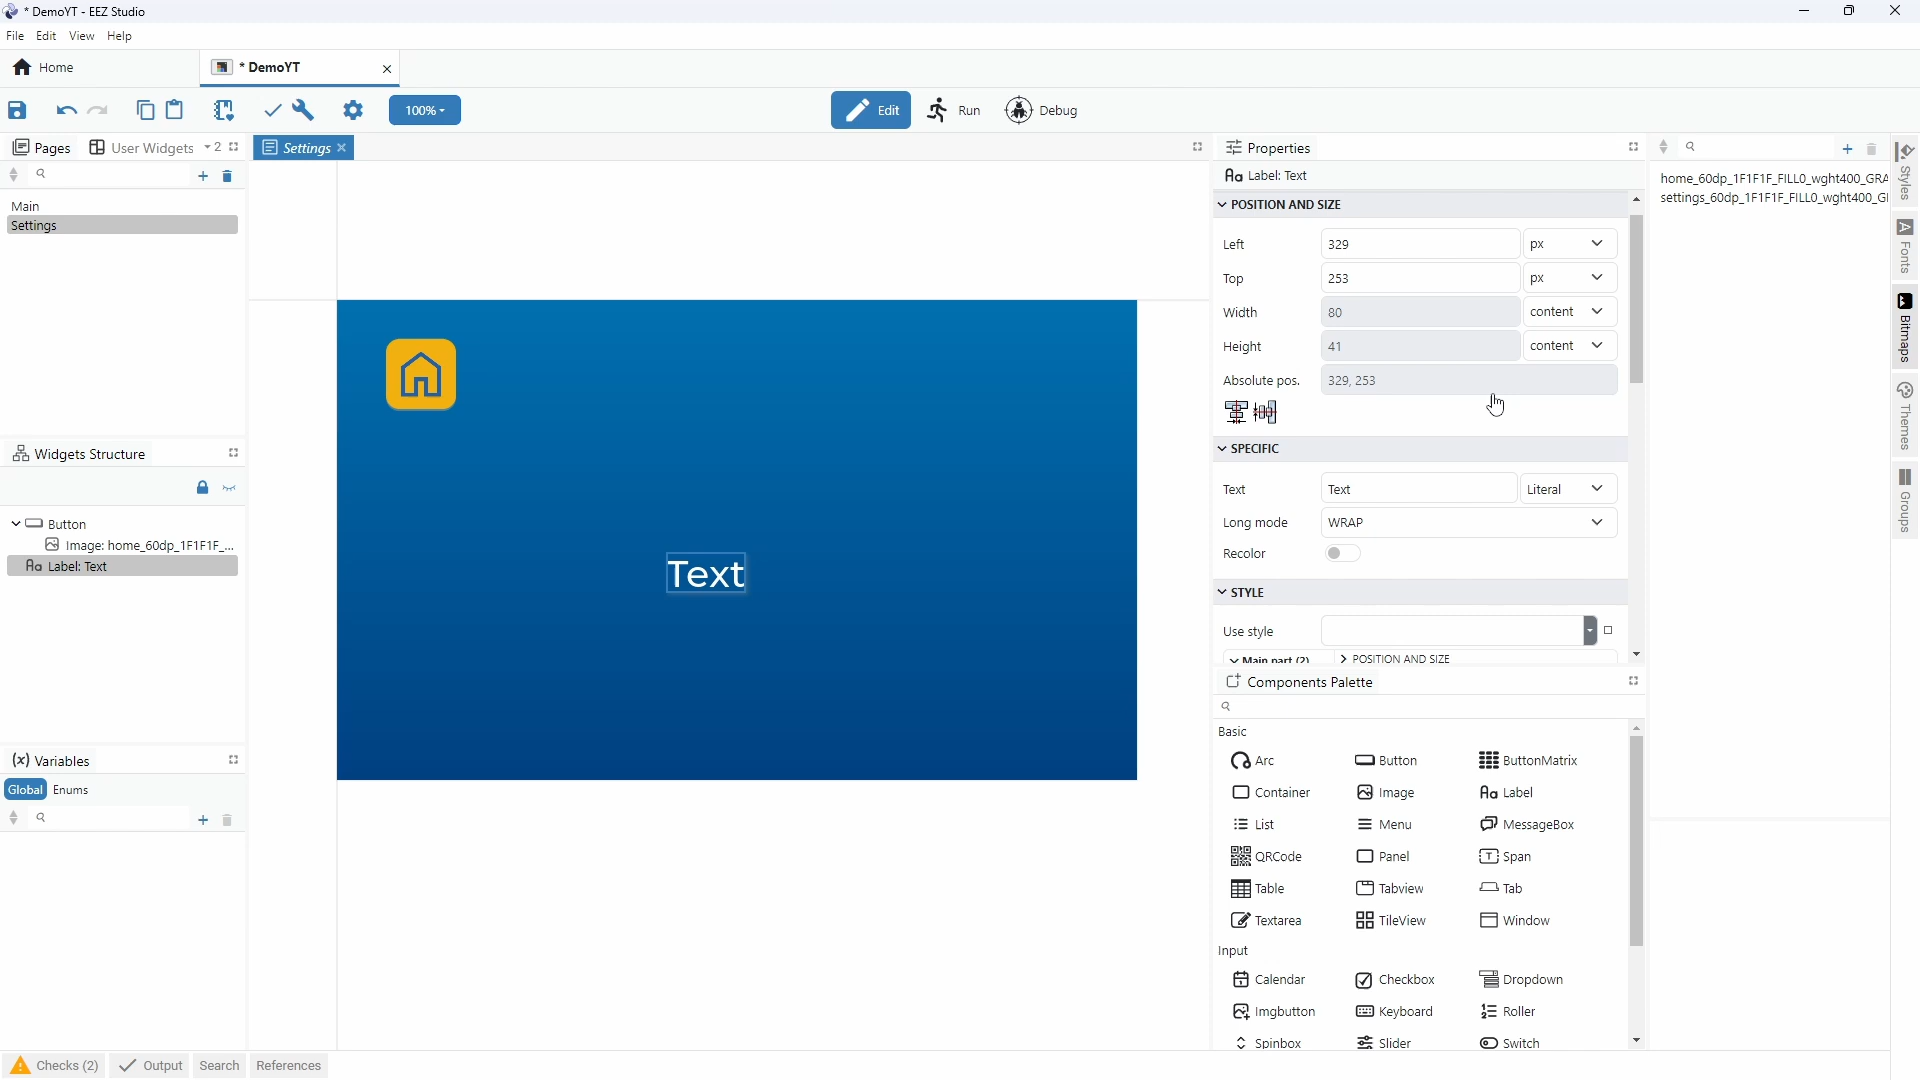 * DemoYT - EEZ Studio
File Edit View Help
Home
* DemoYT
100%
Edit Run Debug
Pages User Widgets 2
Settings
Properties
Aa Label: Text
Main
Settings
home_60dp_1F1F1F_FILL0_wght400_GRA
settings_60dp_1F1F1F_FILL0_wght400_G
POSITION AND SIZE
Left 329 px
Top 253 px
Width 80 content
Height 41 content
Absolute pos. 329, 253
SPECIFIC
Text Text Literal
Long mode WRAP
Recolor
STYLE
Use style
Main part (2) POSITION AND SIZE
Styles
Fonts
Bitmaps
Themes
Groups
Widgets Structure
Button
Image: home_60dp_1F1F1F_...
Aa Label: Text
Text
Variables
Global Enums
Components Palette
Basic
Arc Button ButtonMatrix
Container Image Aa Label
List Menu MessageBox
QRCode Panel Span
Table Tabview Tab
Textarea TileView Window
Input
Calendar Checkbox Dropdown
Imgbutton Keyboard Roller
Spinbox Slider Switch
Checks (2) Output Search References